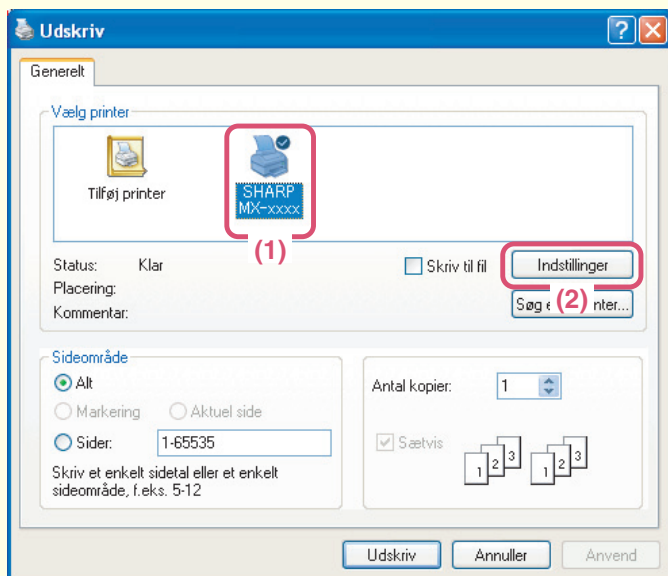 Udskriv
Generelt
Vælg printer
Tilføj printer
SHARP
MX-xxxx
(1)
Status: Klar
Placering:
Kommentar:
Skriv til fil
Indstillinger
(2)
Søg
Sideområde
Alt
Markering
Aktuel side
Sider: 1-65535
Skriv et enkelt sidetal eller et enkelt
sideområde, f.eks. 5-12
Antal kopier: 1
Sætvis
1 2 3 1 2 3
Udskriv
Annuller
Anvend